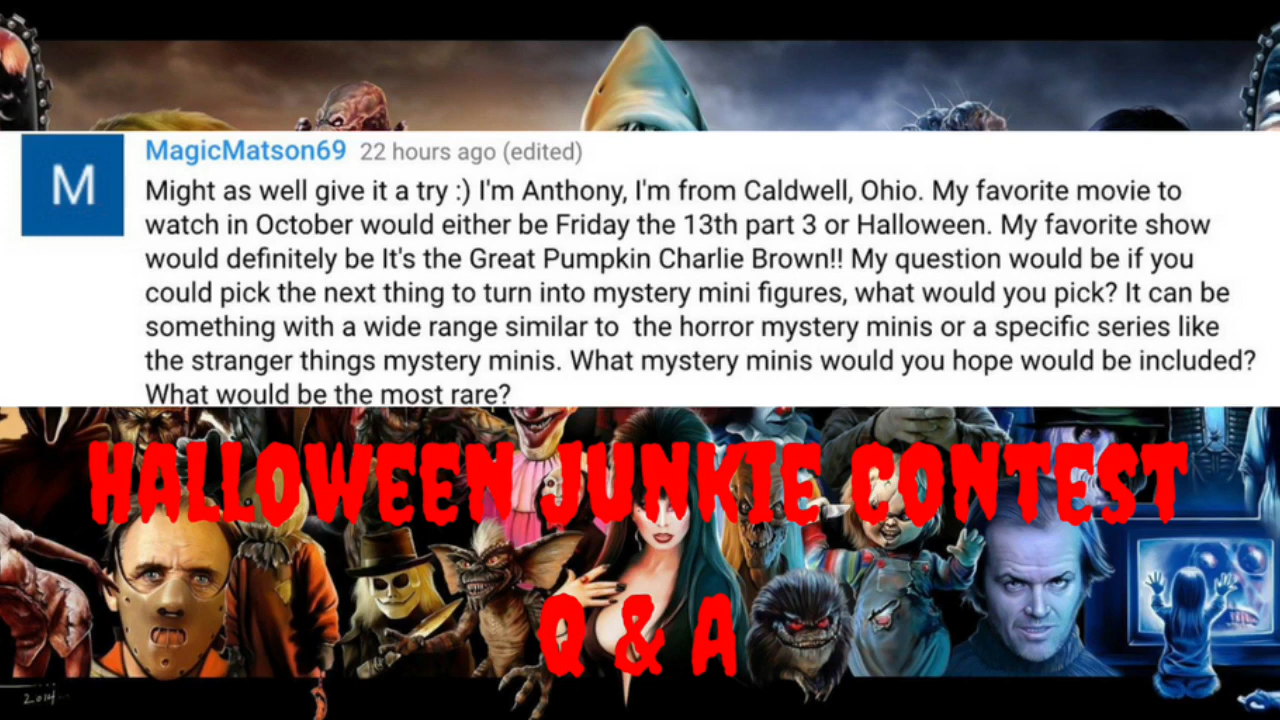 M
MagicMatson69 22 hours ago (edited)
Might as well give it a try :) I'm Anthony, I'm from Caldwell, Ohio. My favorite movie to
watch in October would either be Friday the 13th part 3 or Halloween. My favorite show
would definitely be It's the Great Pumpkin Charlie Brown!! My question would be if you
could pick the next thing to turn into mystery mini figures, what would you pick? It can be
something with a wide range similar to  the horror mystery minis or a specific series like
the stranger things mystery minis. What mystery minis would you hope would be included?
What would be the most rare?
HALLOWEEN JUNKIE CONTEST
Q & A
2014